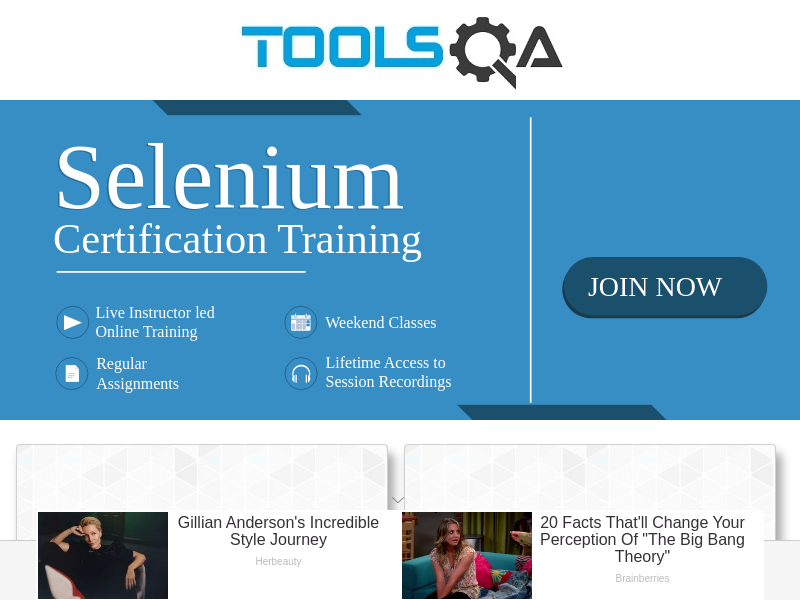 TOOLSQA
Selenium
Certification Training
JOIN NOW
Live Instructor led
Online Training
Weekend Classes
Regular
Assignments
Lifetime Access to
Session Recordings
Gillian Anderson's Incredible
Style Journey
Herbeauty
20 Facts That'll Change Your
Perception Of "The Big Bang
Theory"
Brainberries